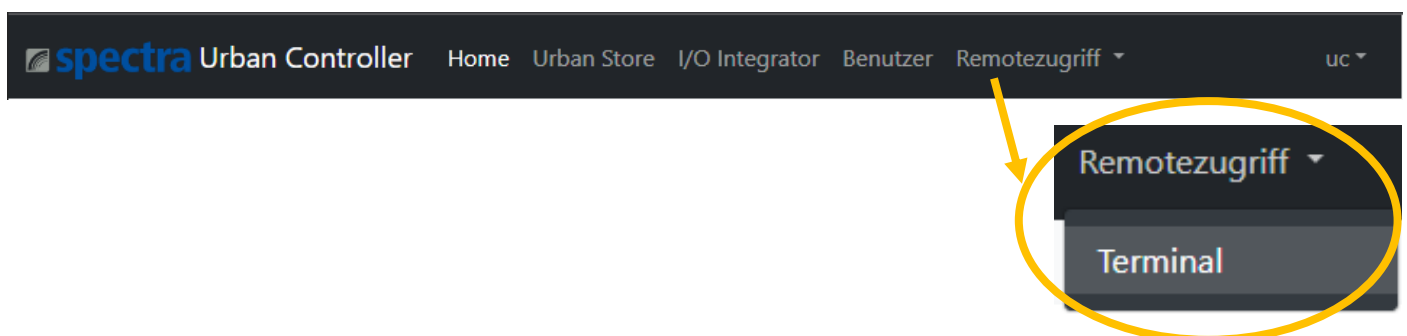 spectra Urban Controller Home Urban Store I/O Integrator Benutzer Remotezugriff uc
Remotezugriff
Terminal